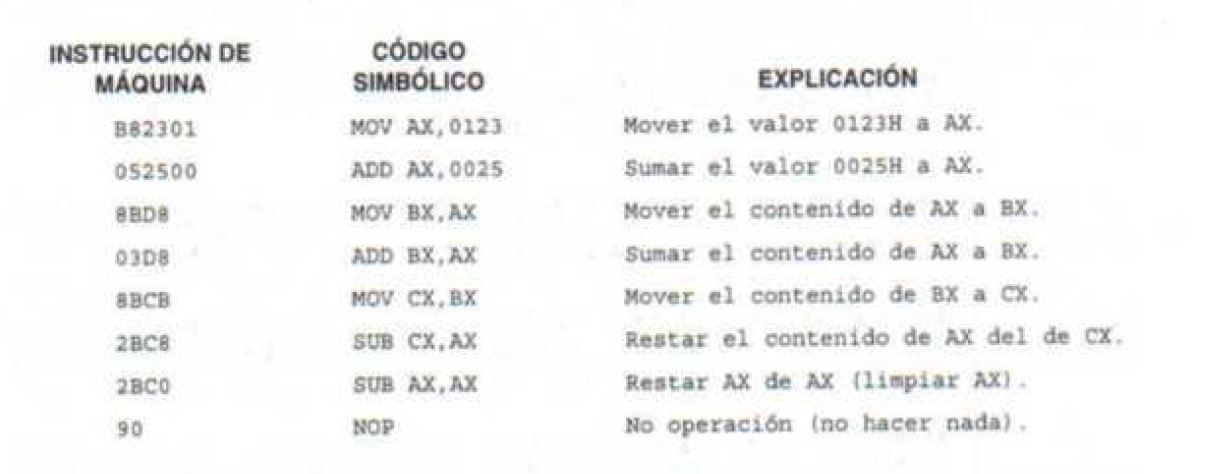 INSTRUCCIÓN DE MÁQUINA CÓDIGO SIMBÓLICO EXPLICACIÓN
B82301 MOV AX,0123 Mover el valor 0123H a AX.
052500 ADD AX,0025 Sumar el valor 0025H a AX.
8BD8 MOV BX,AX Mover el contenido de AX a BX.
03D8 ADD BX,AX Sumar el contenido de AX a BX.
8BCB MOV CX,BX Mover el contenido de BX a CX.
2BC8 SUB CX,AX Restar el contenido de AX del de CX.
2BC0 SUB AX,AX Restar AX de AX (limpiar AX).
90 NOP No operación (no hacer nada).